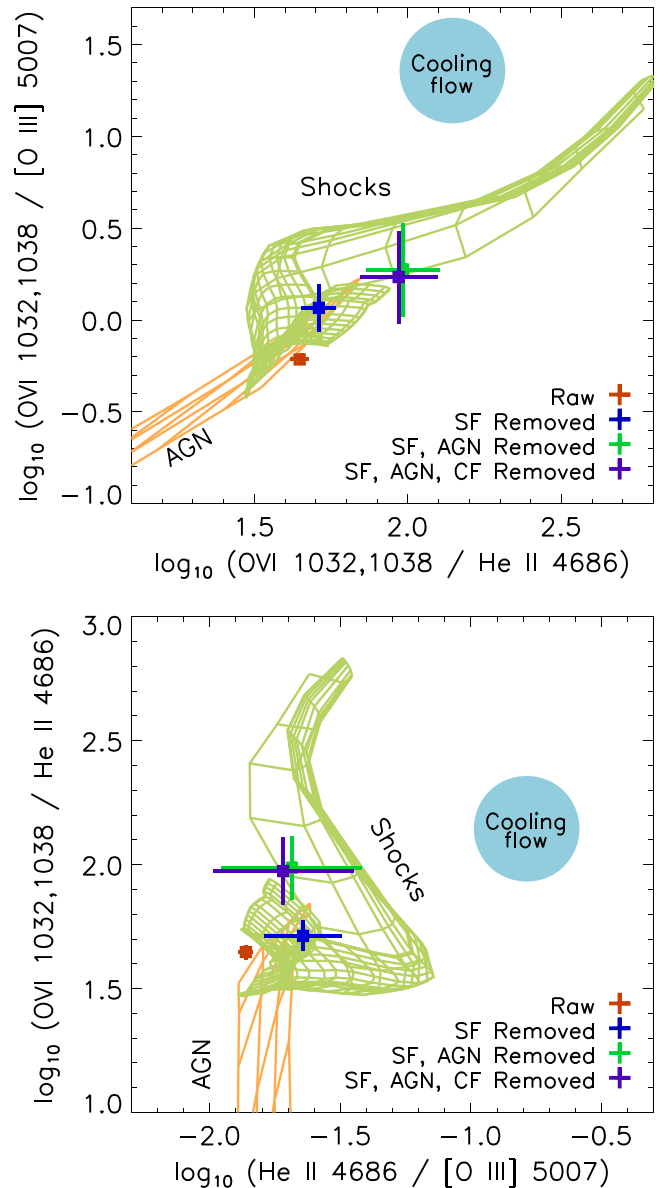 log₁₀ (OVI 1032,1038 / [O III] 5007)
1.5
1.0
0.5
0.0
−0.5
−1.0
Cooling
flow
Shocks
AGN
Raw
SF Removed
SF, AGN Removed
SF, AGN, CF Removed
1.5 2.0 2.5
log₁₀ (OVI 1032,1038 / He II 4686)
log₁₀ (OVI 1032,1038 / He II 4686)
3.0
2.5
2.0
1.5
1.0
Cooling
flow
Shocks
AGN
Raw
SF Removed
SF, AGN Removed
SF, AGN, CF Removed
−2.0 −1.5 −1.0 −0.5
log₁₀ (He II 4686 / [O III] 5007)